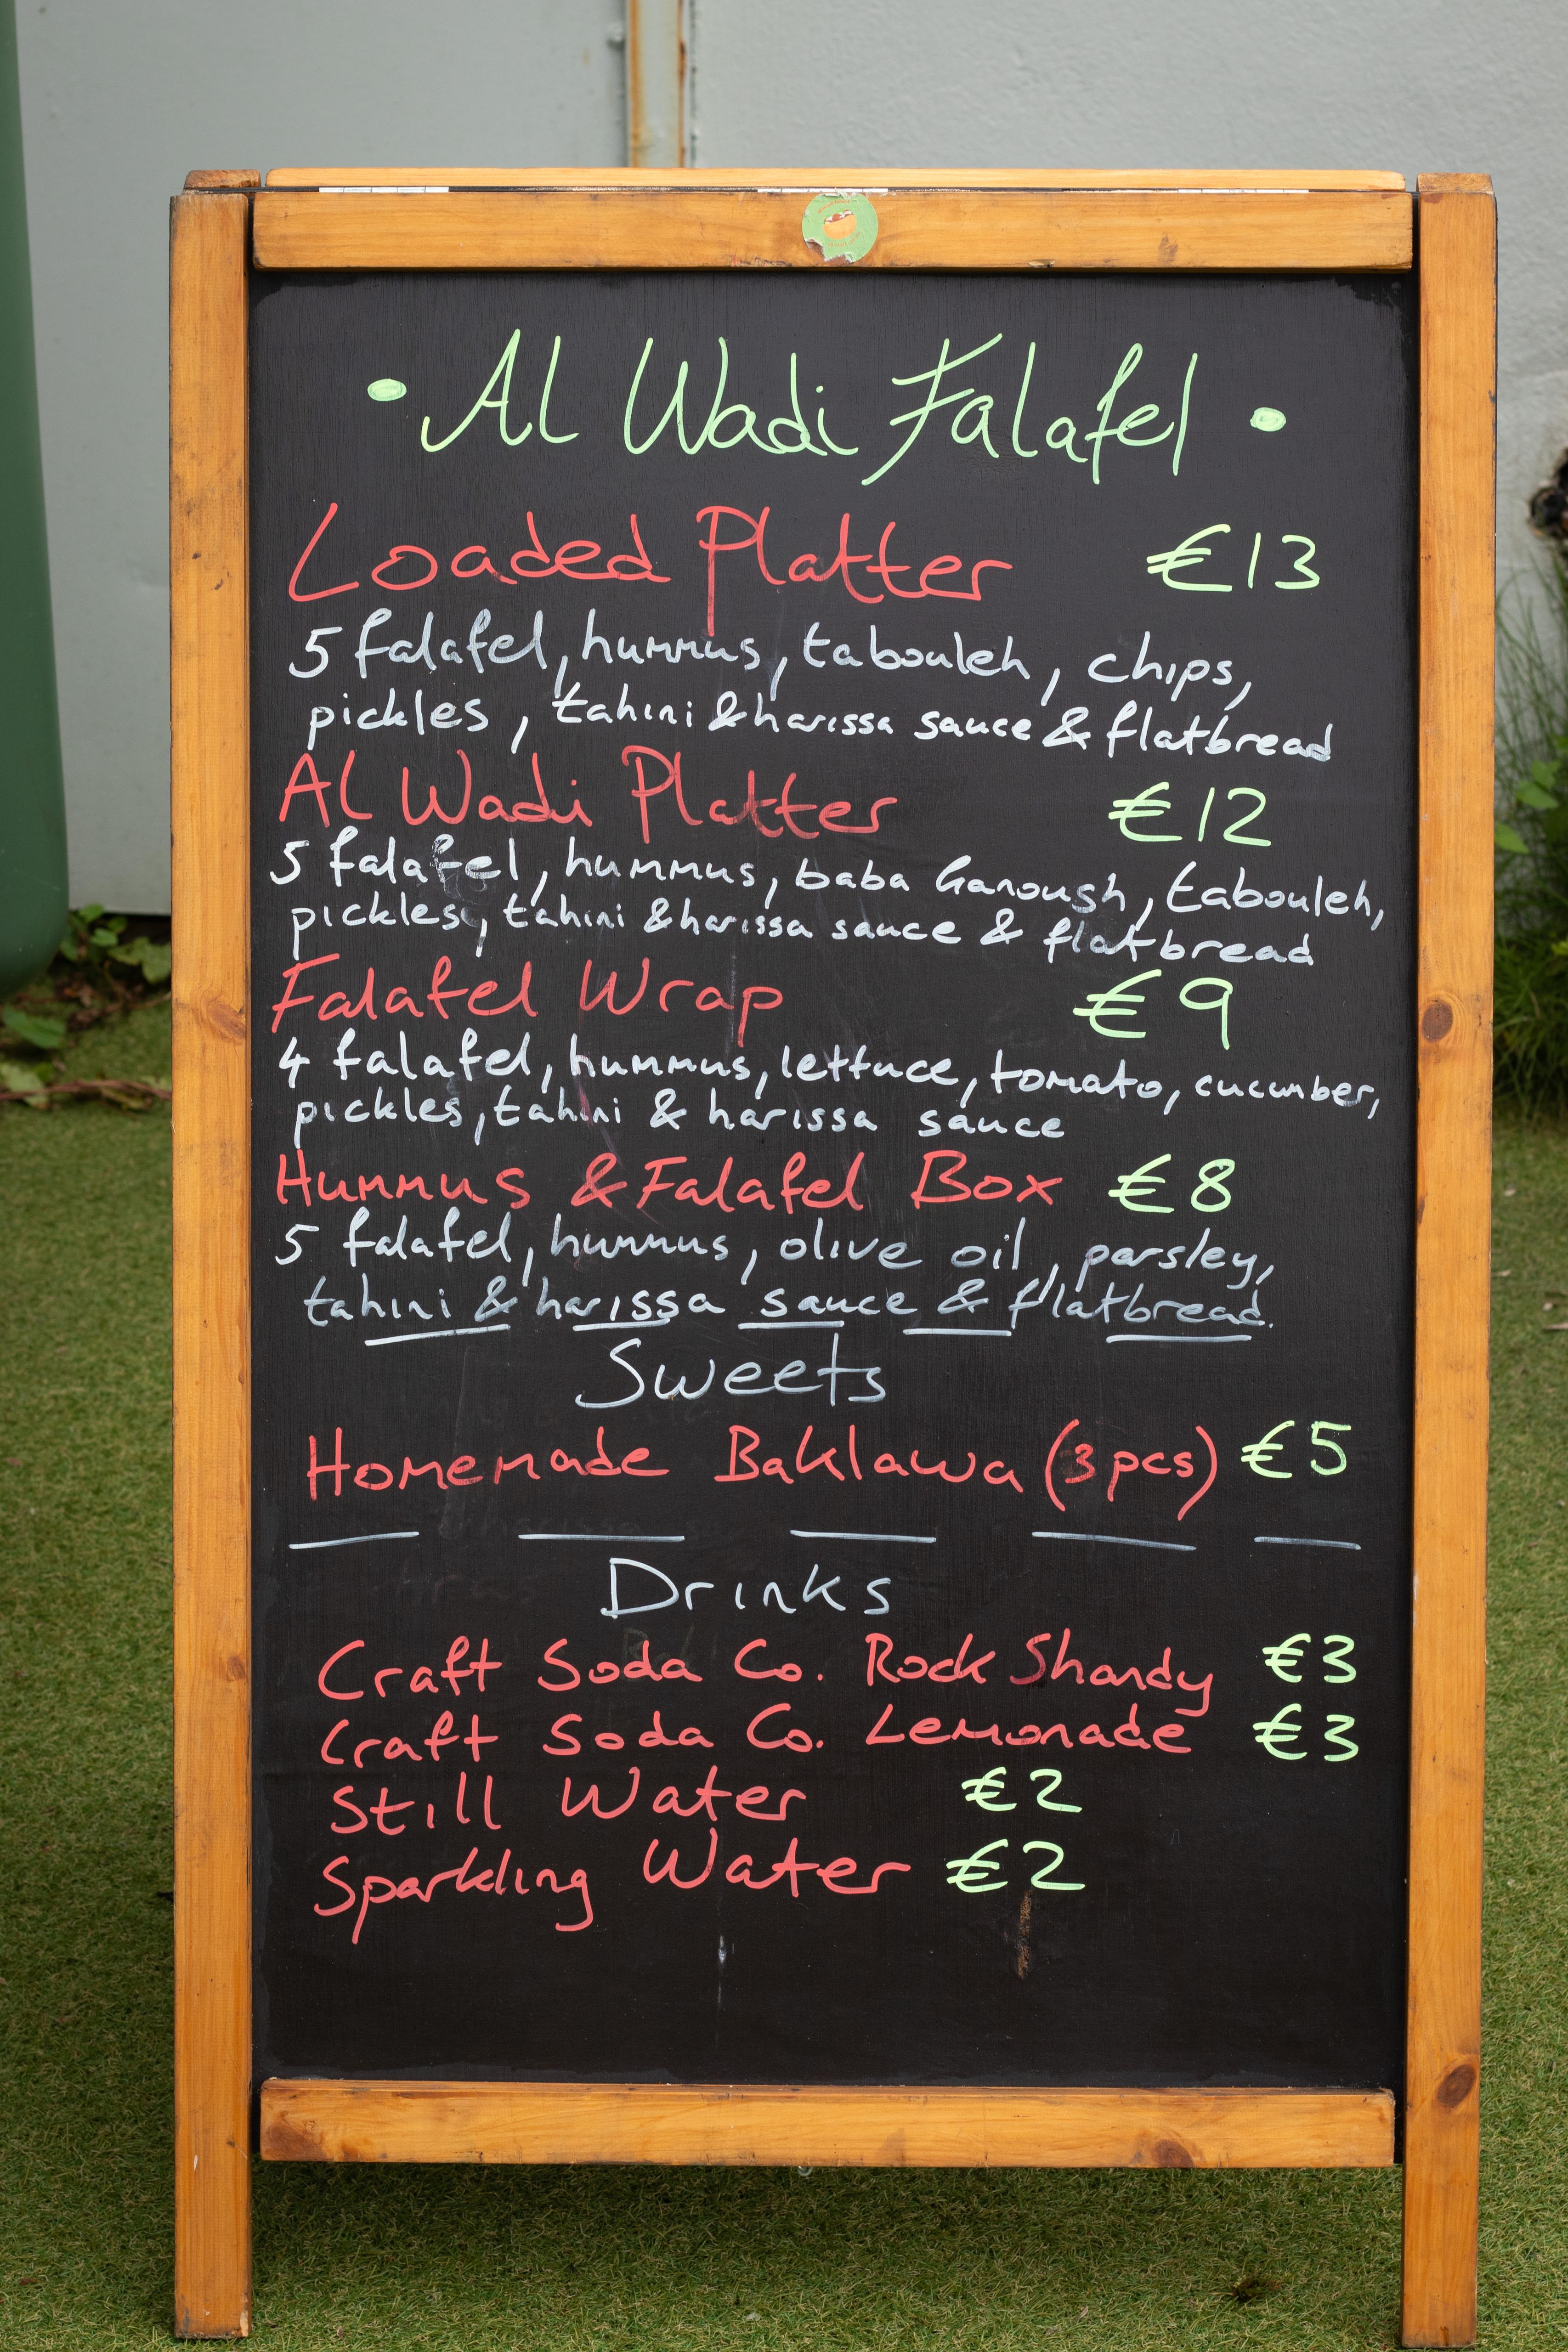 • Al Wadi Falafel •
Loaded Platter €13
5 falafel, hummus, tabouleh, chips,
pickles, tahini & harissa sauce & flatbread
Al Wadi Platter €12
5 falafel, hummus, baba Ganoush, tabouleh,
pickles, tahini & harissa sauce & flatbread
Falafel Wrap €9
4 falafel, hummus, lettuce, tomato, cucumber,
pickles, tahini & harissa sauce
Hummus & Falafel Box €8
5 falafel, hummus, olive oil, parsley,
tahini & harissa sauce & flatbread.
Sweets
Homemade Baklawa (3 pcs) €5
Drinks
Craft Soda Co. Rock Shandy €3
Craft Soda Co. Lemonade €3
Still Water €2
Sparkling Water €2